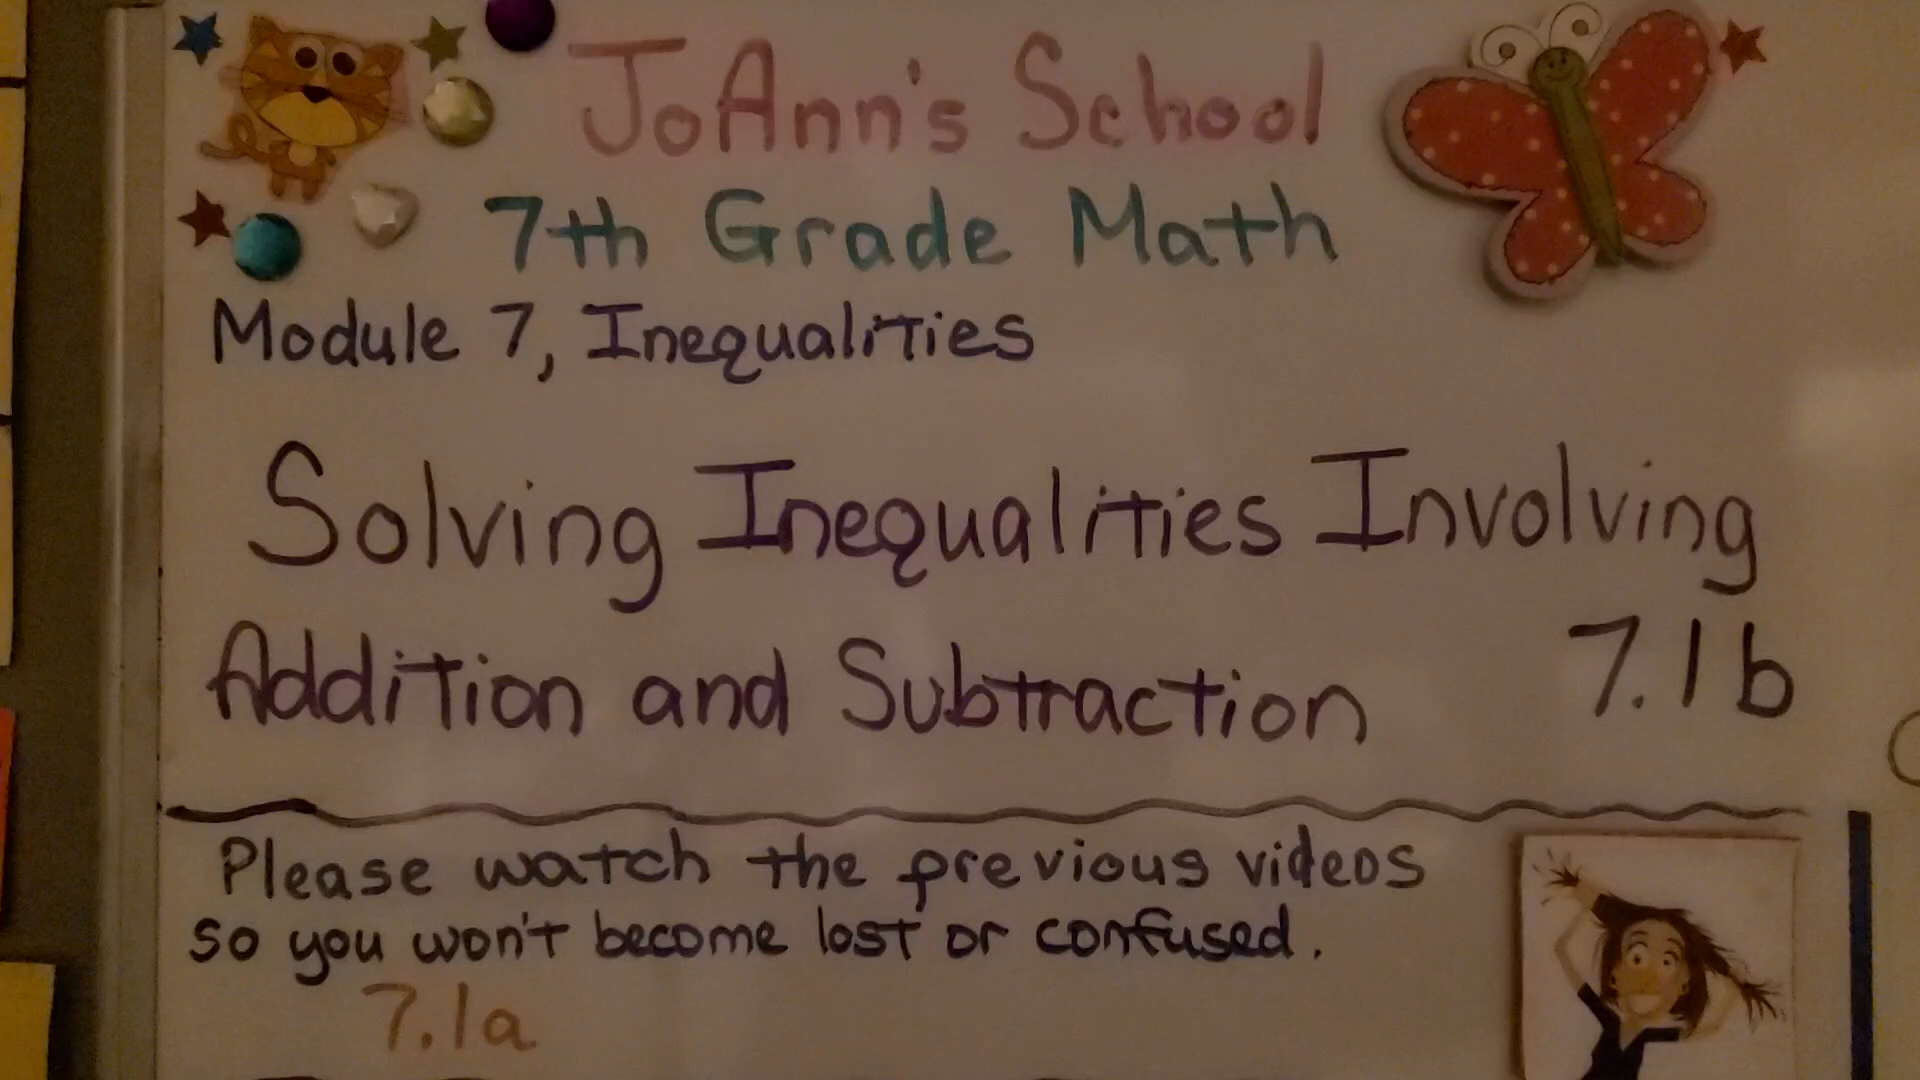 JoAnn's School
7th Grade Math
Module 7, Inequalities
Solving Inequalities Involving
Addition and Subtraction 7.1b
Please watch the previous videos
so you won't become lost or confused.
7.1a